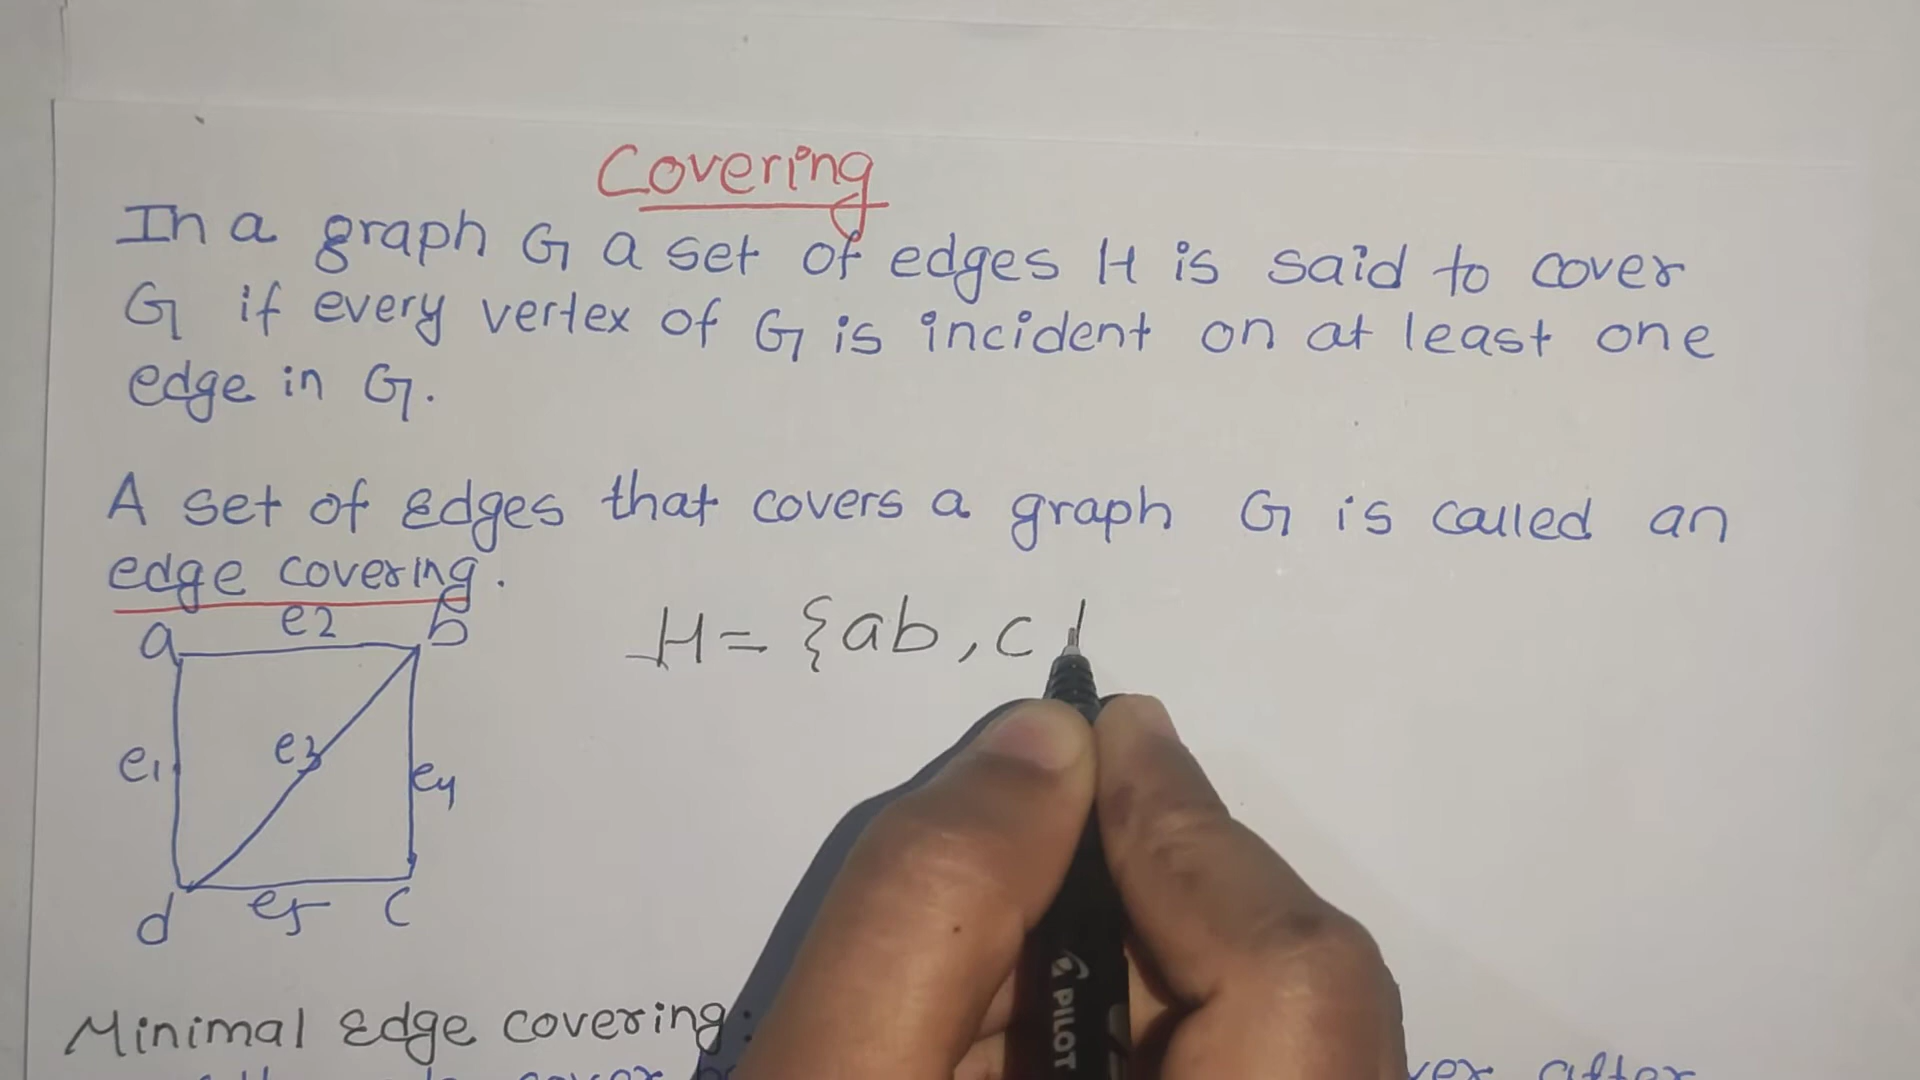 Covering
In a graph G a set of edges H is said to cover
G if every vertex of G is incident on at least one
edge in G.
A set of edges that covers a graph G is called an
edge covering.
a e2 b
H = {ab, c
e1 e3 e4
d e5 c
Minimal Edge covering:
cover after
PILOT